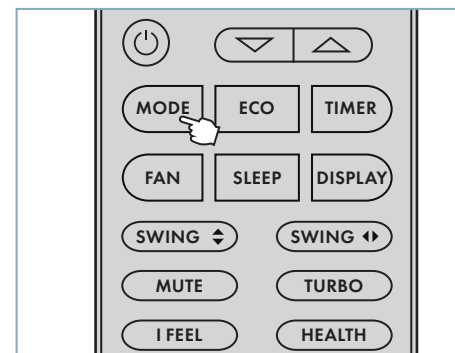 MODE ECO TIMER
FAN SLEEP DISPLAY
SWING SWING
MUTE TURBO
I FEEL HEALTH